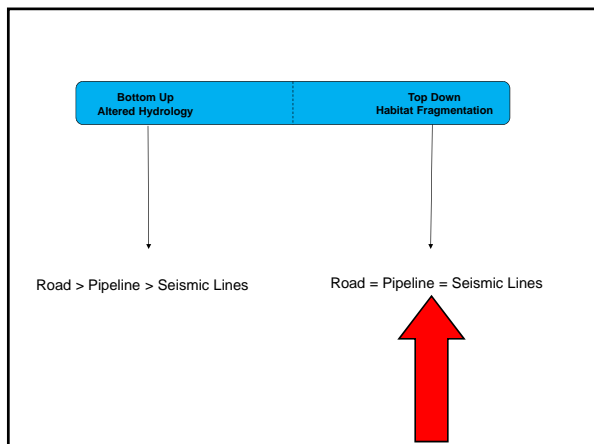 Bottom Up
Altered Hydrology
Top Down
Habitat Fragmentation
Road > Pipeline > Seismic Lines
Road = Pipeline = Seismic Lines